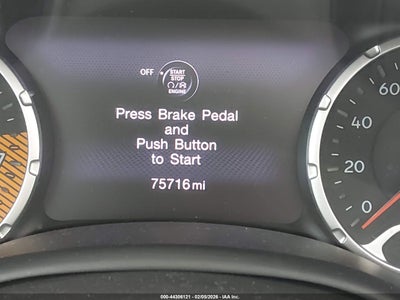 OFF
START
STOP
ENGINE
Press Brake Pedal
and
Push Button
to Start
75716 mi
60
40
20
0
000-44306121 - 02/09/2026 - IAA Inc.